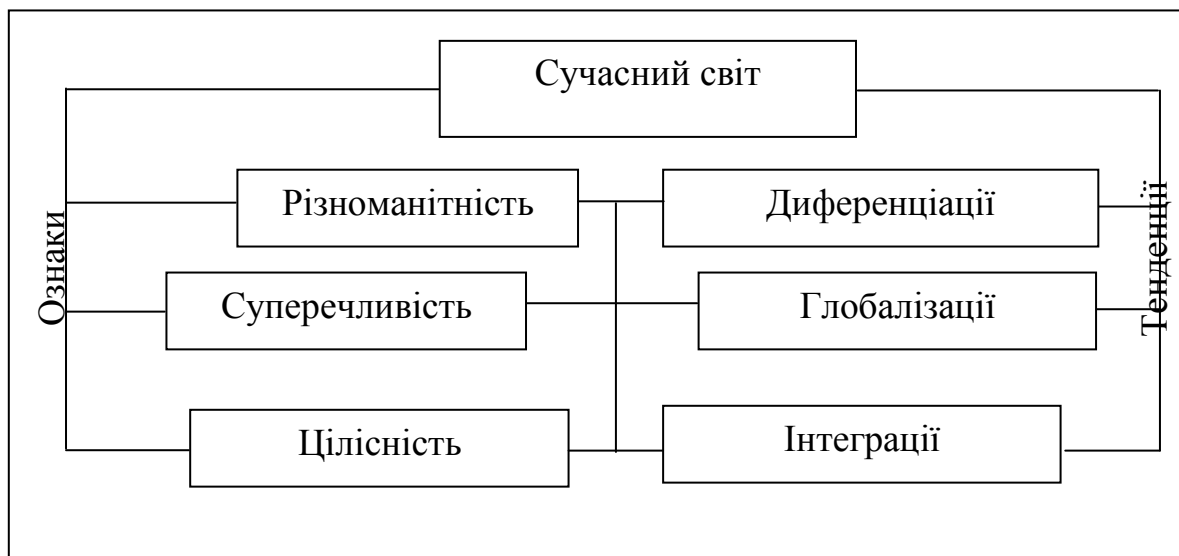 Сучасний світ
Ознаки
Різноманітність
Диференціації
Суперечливість
Глобалізації
Цілісність
Інтеграції
Тенденції